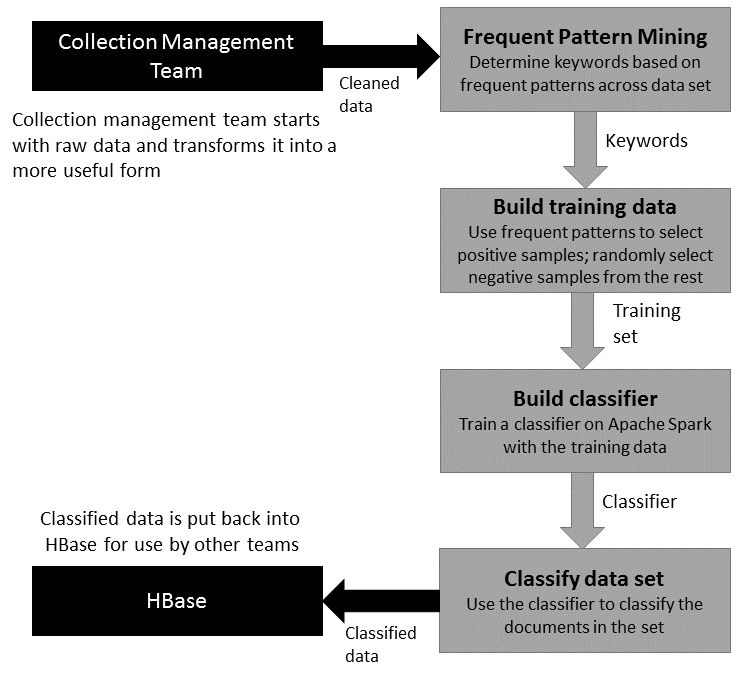 Collection Management
Team
Cleaned
data
Collection management team starts
with raw data and transforms it into a
more useful form
Frequent Pattern Mining
Determine keywords based on
frequent patterns across data set
Keywords
Build training data
Use frequent patterns to select
positive samples; randomly select
negative samples from the rest
Training
set
Build classifier
Train a classifier on Apache Spark
with the training data
Classifier
Classify data set
Use the classifier to classify the
documents in the set
Classified
data
Classified data is put back into
HBase for use by other teams
HBase